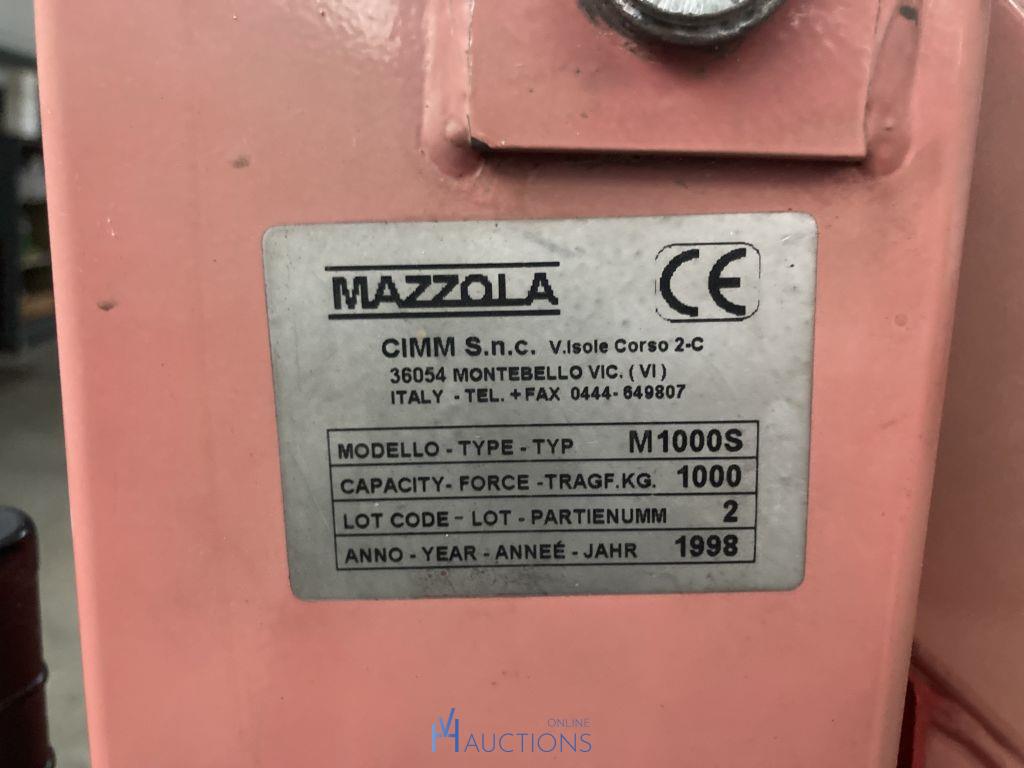 MAZZOLA CE
CIMM S.n.c. V.Isole Corso 2-C
36054 MONTEBELLO VIC. ( VI )
ITALY - TEL. + FAX 0444- 649807
MODELLO - TYPE - TYP M1000S
CAPACITY- FORCE -TRAGF.KG. 1000
LOT CODE - LOT - PARTIENUMM 2
ANNO - YEAR - ANNEÉ - JAHR 1998
VH ONLINE
AUCTIONS